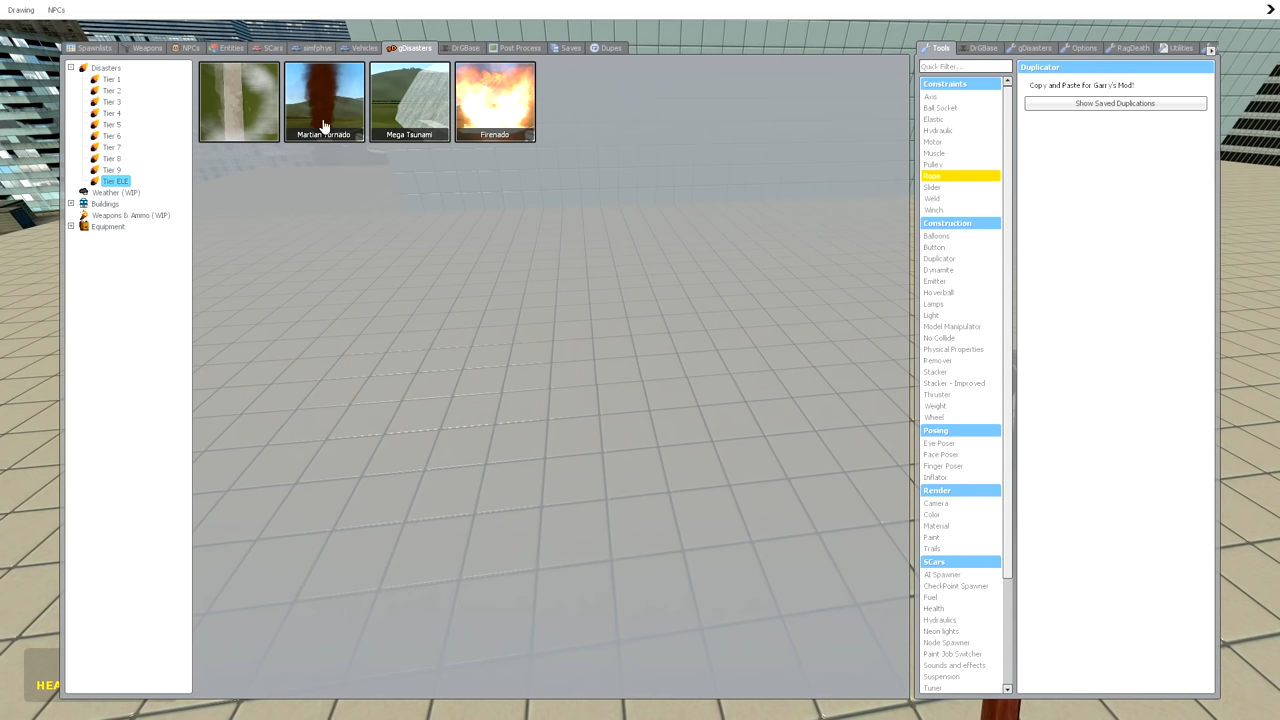 Drawing NPCs
Spawnlists Weapons NPCs Entities SCars simfphys Vehicles gDisasters DrGBase Post Process Saves Dupes
Disasters
Tier 1
Tier 2
Tier 3
Tier 4
Tier 5
Tier 6
Tier 7
Tier 8
Tier 9
Tier ELE
Weather (WIP)
Buildings
Weapons & Ammo (WIP)
Equipment
Martian Tornado
Mega Tsunami
Firenado
HEA
Tools DrGBase gDisasters Options RagDeath Utilities
Quick Filter...
Constraints
Axis
Ball Socket
Elastic
Hydraulic
Motor
Muscle
Pulley
Rope
Slider
Weld
Winch
Construction
Balloons
Button
Duplicator
Dynamite
Emitter
Hoverball
Lamps
Light
Model Manipulator
No Collide
Physical Properties
Remover
Stacker
Stacker - Improved
Thruster
Weight
Wheel
Posing
Eye Poser
Face Poser
Finger Poser
Inflator
Render
Camera
Color
Material
Paint
Trails
SCars
AI Spawner
CheckPoint Spawner
Fuel
Health
Hydraulics
Neon lights
Node Spawner
Paint Job Switcher
Sounds and effects
Suspension
Tuner
Duplicator
Copy and Paste for Garry's Mod!
Show Saved Duplications